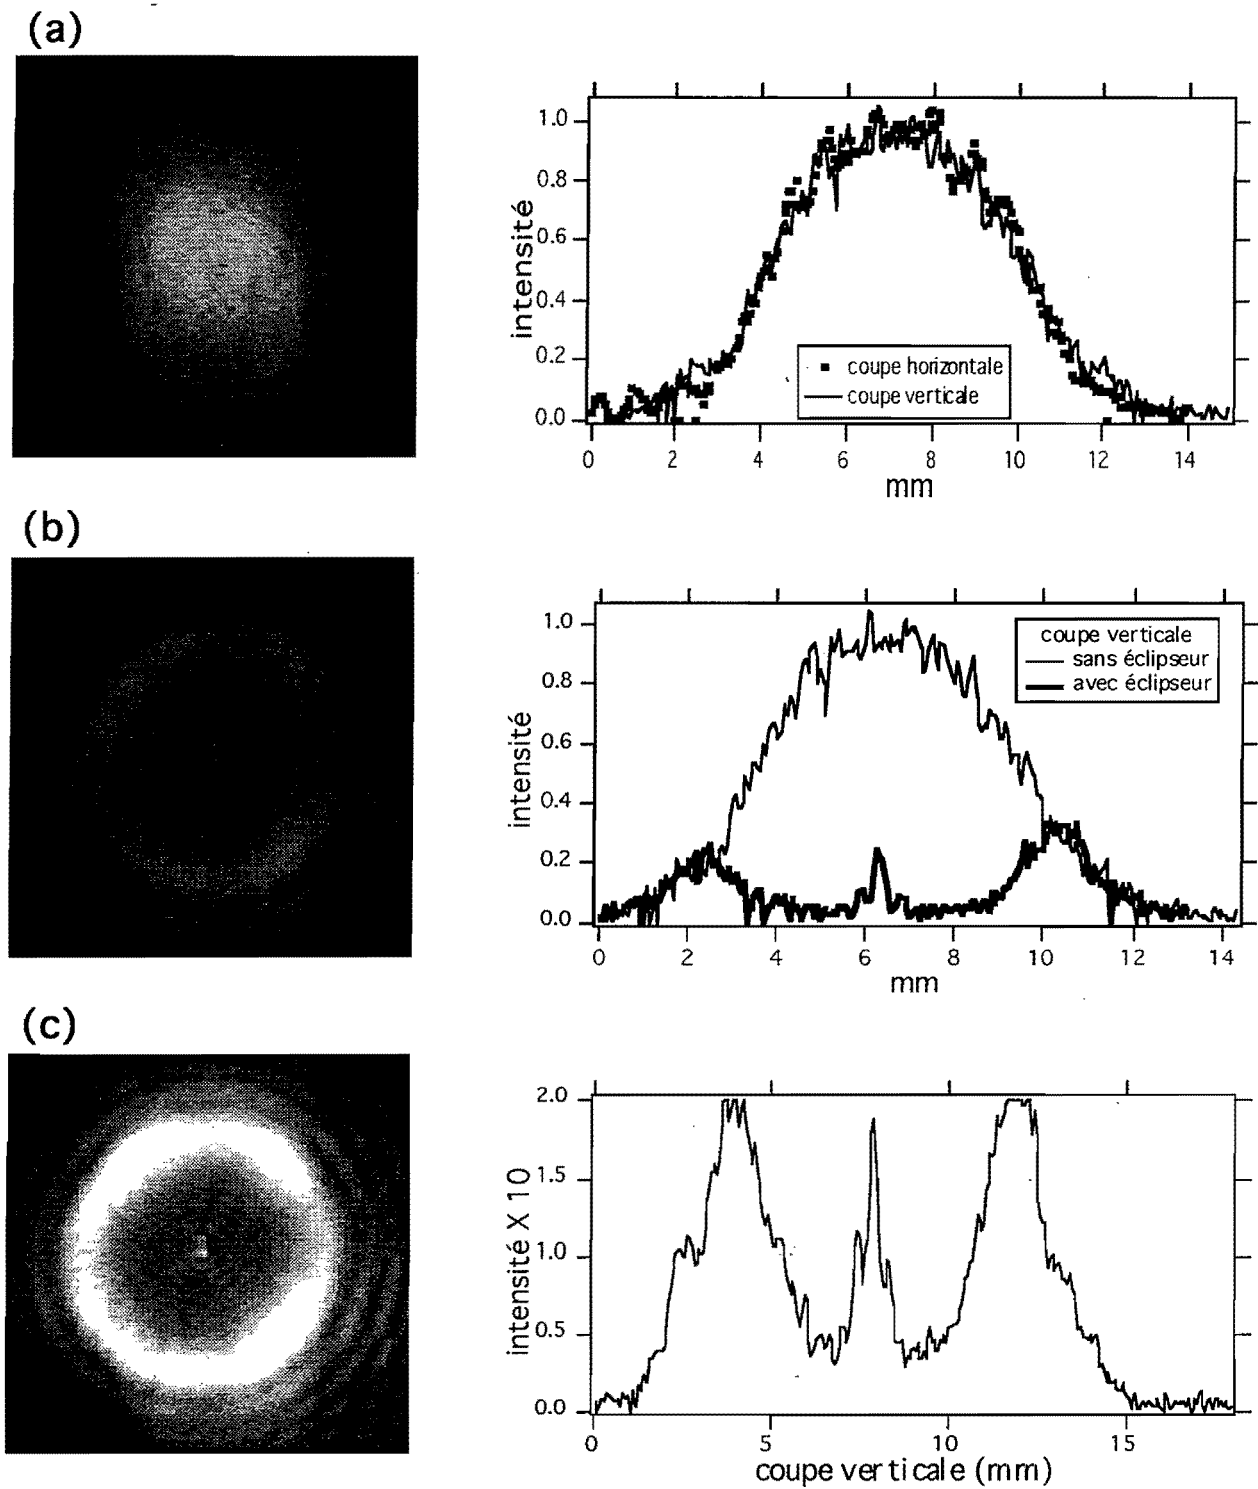 (a)
1.0
0.8
0.6
0.4
0.2
0.0
intensité
coupe horizontale
coupe verticale
0 2 4 6 8 10 12 14
mm
(b)
1.0
0.8
0.6
0.4
0.2
0.0
intensité
coupe verticale
sans éclipseur
avec éclipseur
0 2 4 6 8 10 12 14
mm
(c)
2.0
1.5
1.0
0.5
0.0
intensité X 10
0 5 10 15
coupe verticale (mm)